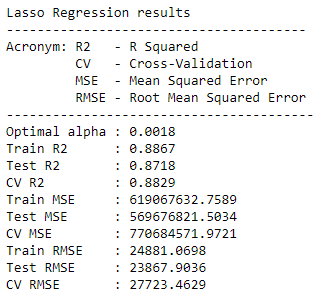 Lasso Regression results
---------------------------------------
Acronym: R2   - R Squared
         CV   - Cross-Validation
         MSE  - Mean Squared Error
         RMSE - Root Mean Squared Error
----------------------------------------
Optimal alpha : 0.0018
Train R2      : 0.8867
Test R2       : 0.8718
CV R2         : 0.8829
Train MSE     : 619067632.7589
Test MSE      : 569676821.5034
CV MSE        : 770684571.9721
Train RMSE    : 24881.0698
Test RMSE     : 23867.9036
CV RMSE       : 27723.4629